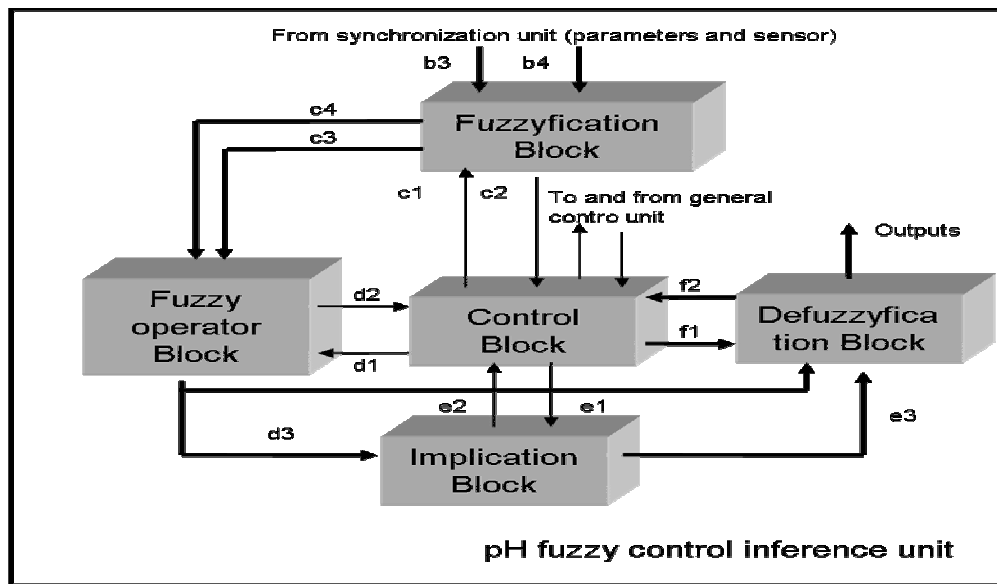 From synchronization unit (parameters and sensor)
b3
b4
c4
c3
Fuzzyfication
Block
c1
c2
To and from general
contro unit
Outputs
Fuzzy
operator
Block
d2
d1
Control
Block
f2
f1
Defuzzyfica
tion Block
e2
e1
e3
d3
Implication
Block
pH fuzzy control inference unit